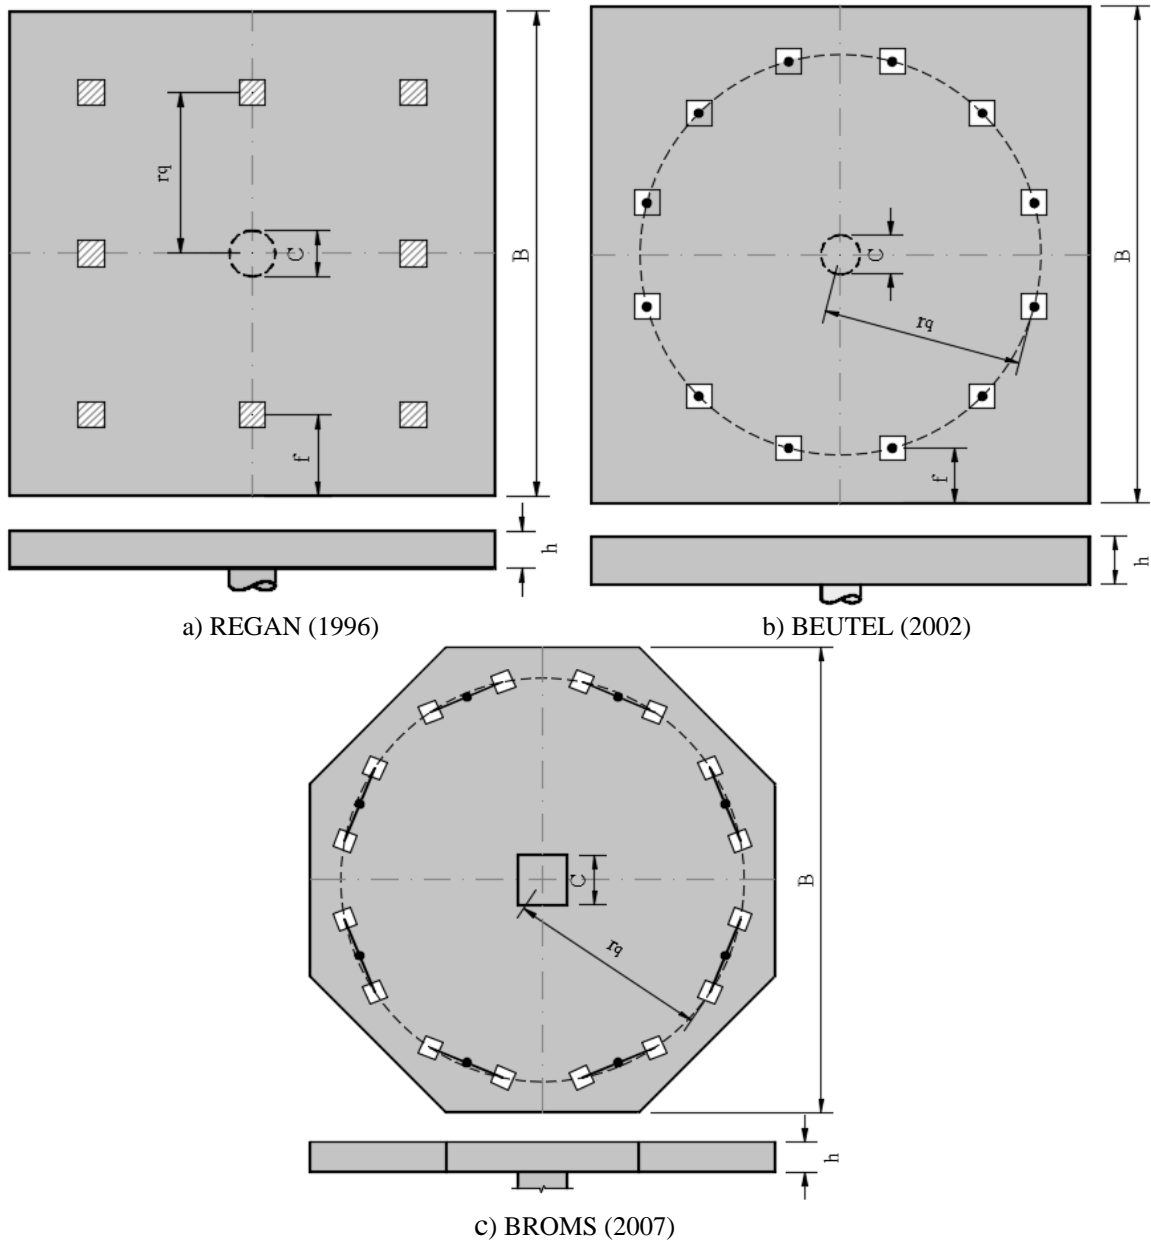 rq
C
B
f
h
a) REGAN (1996)
C
rq
B
f
h
b) BEUTEL (2002)
C
rq
B
h
c) BROMS (2007)